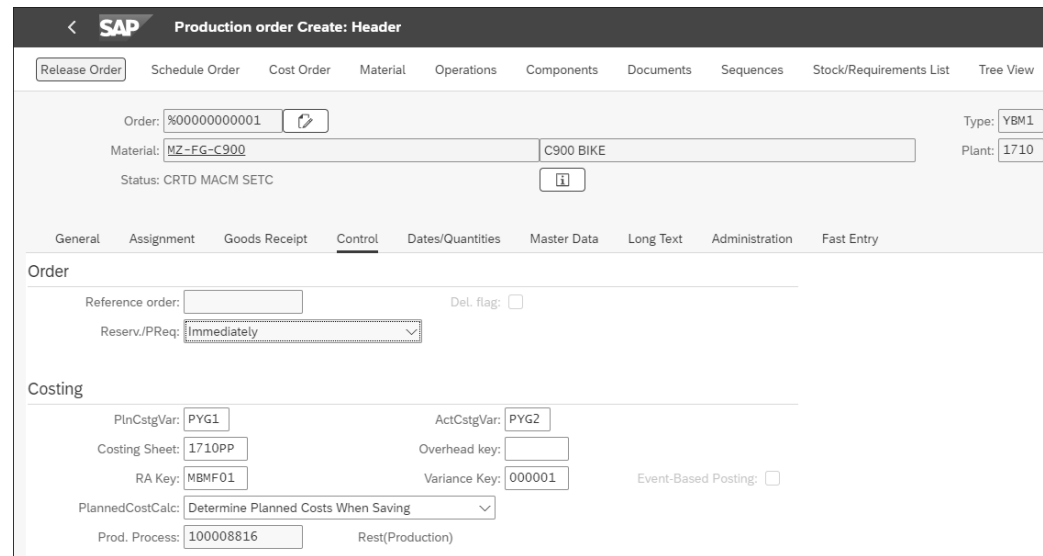 SAP Production order Create: Header
Release Order Schedule Order Cost Order Material Operations Components Documents Sequences Stock/Requirements List Tree View
Order: %00000000001 Type: YBM1
Material: MZ-FG-C900 C900 BIKE Plant: 1710
Status: CRTD MACM SETC
General Assignment Goods Receipt Control Dates/Quantities Master Data Long Text Administration Fast Entry
Order
Reference order: Del. flag:
Reserv./PReq: Immediately
Costing
PlnCstgVar: PYG1 ActCstgVar: PYG2
Costing Sheet: 1710PP Overhead key:
RA Key: MBMF01 Variance Key: 000001 Event-Based Posting:
PlannedCostCalc: Determine Planned Costs When Saving
Prod. Process: 100008816 Rest(Production)